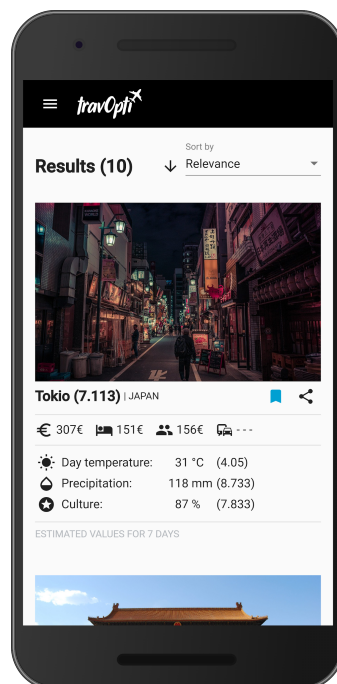 travOpti
Results (10)
Sort by
Relevance
Tokio (7.113) | JAPAN
307€ 151€ 156€ ---
Day temperature: 31 °C (4.05)
Precipitation: 118 mm (8.733)
Culture: 87 % (7.833)
ESTIMATED VALUES FOR 7 DAYS